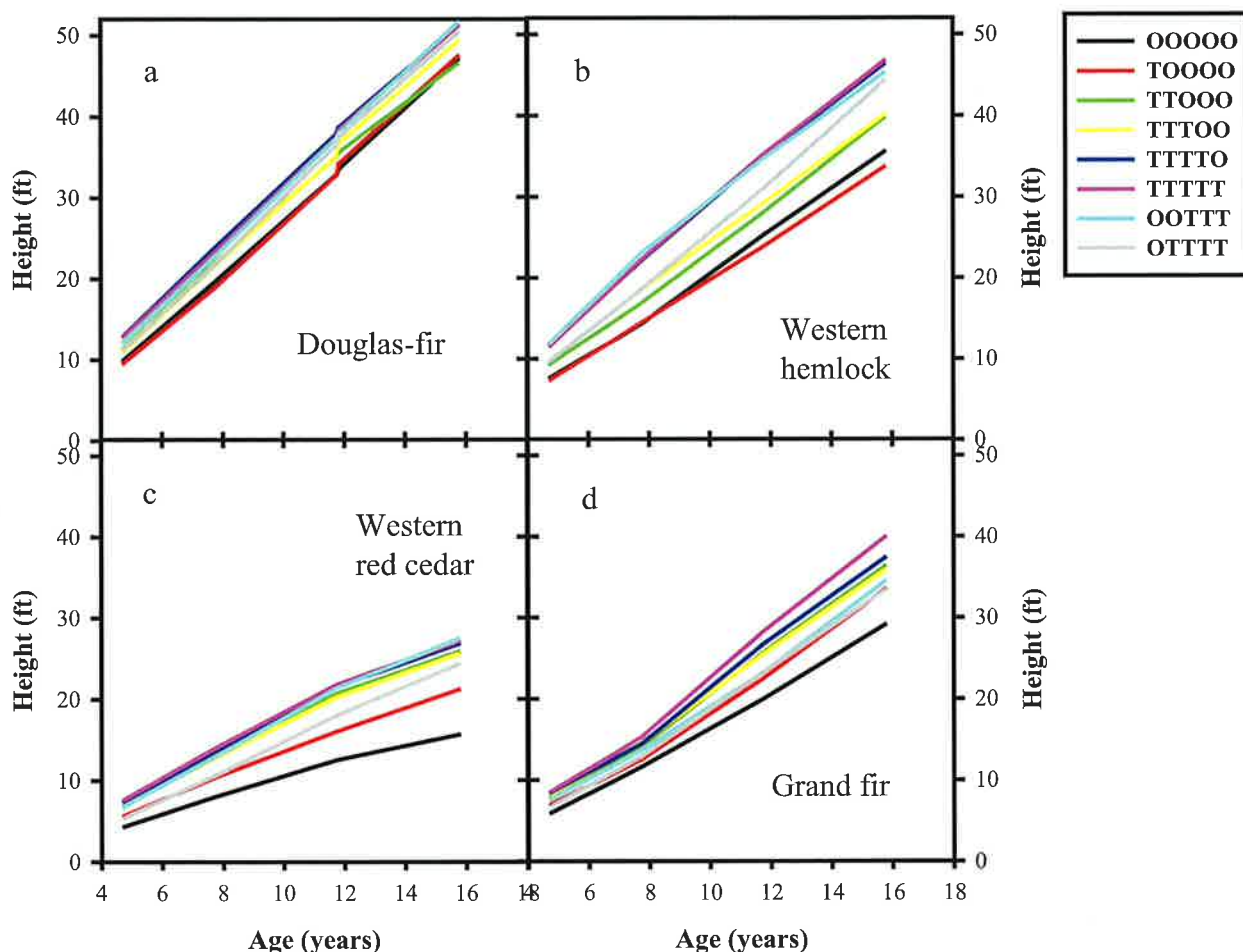 50
40
30
20
10
0
Height (ft)
a
Douglas-fir
b
Western
hemlock
50
40
30
20
10
0
Height (ft)
OOOOO
TOOOO
TTOOO
TTTOO
TTTTO
TTTTT
OOTTT
OTTTT
50
40
30
20
10
0
Height (ft)
c
Western
red cedar
d
Grand fir
50
40
30
20
10
0
Height (ft)
4 6 8 10 12 14 16 18
6 8 10 12 14 16 18
Age (years)
Age (years)